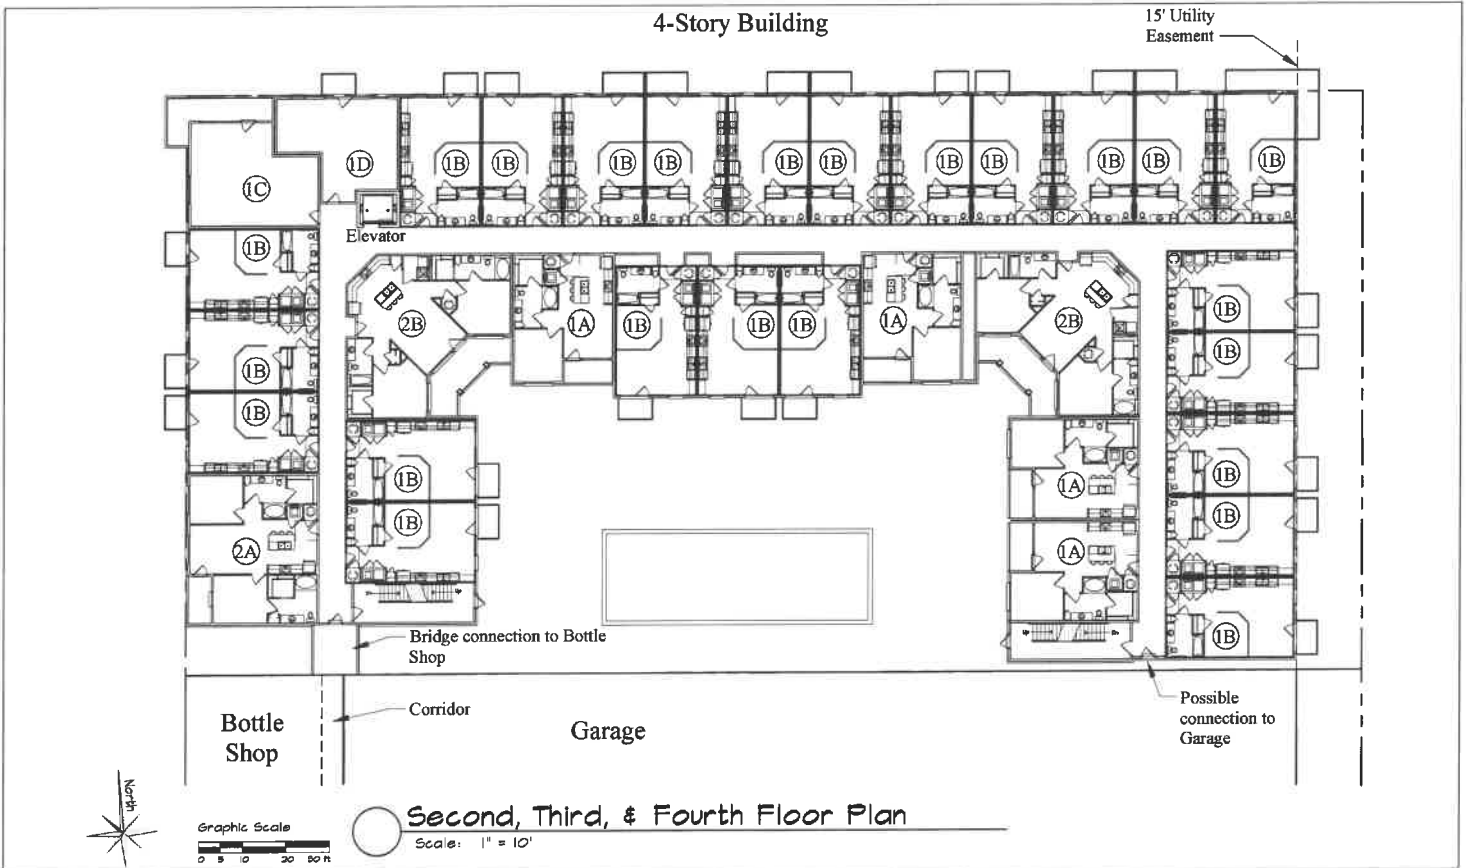 4-Story Building
15' Utility
Easement
1D
1B
1B
1B
1B
1B
1B
1B
1B
1B
1B
1B
1C
Elevator
1B
2B
1A
1B
1B
1B
1A
2B
1B
1B
1B
1B
1B
1B
1A
1B
2A
1B
1A
1B
1B
Bridge connection to Bottle
Shop
Corridor
Possible
connection to
Garage
Bottle
Shop
Garage
North
Graphic Scale
0 5 10 20 30 ft
Second, Third, & Fourth Floor Plan
Scale: 1" = 10'